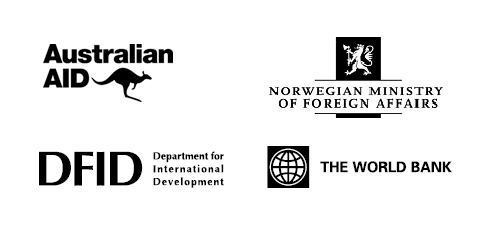 Australian
AID
NORWEGIAN MINISTRY
OF FOREIGN AFFAIRS
DFID
Department for
International
Development
THE WORLD BANK